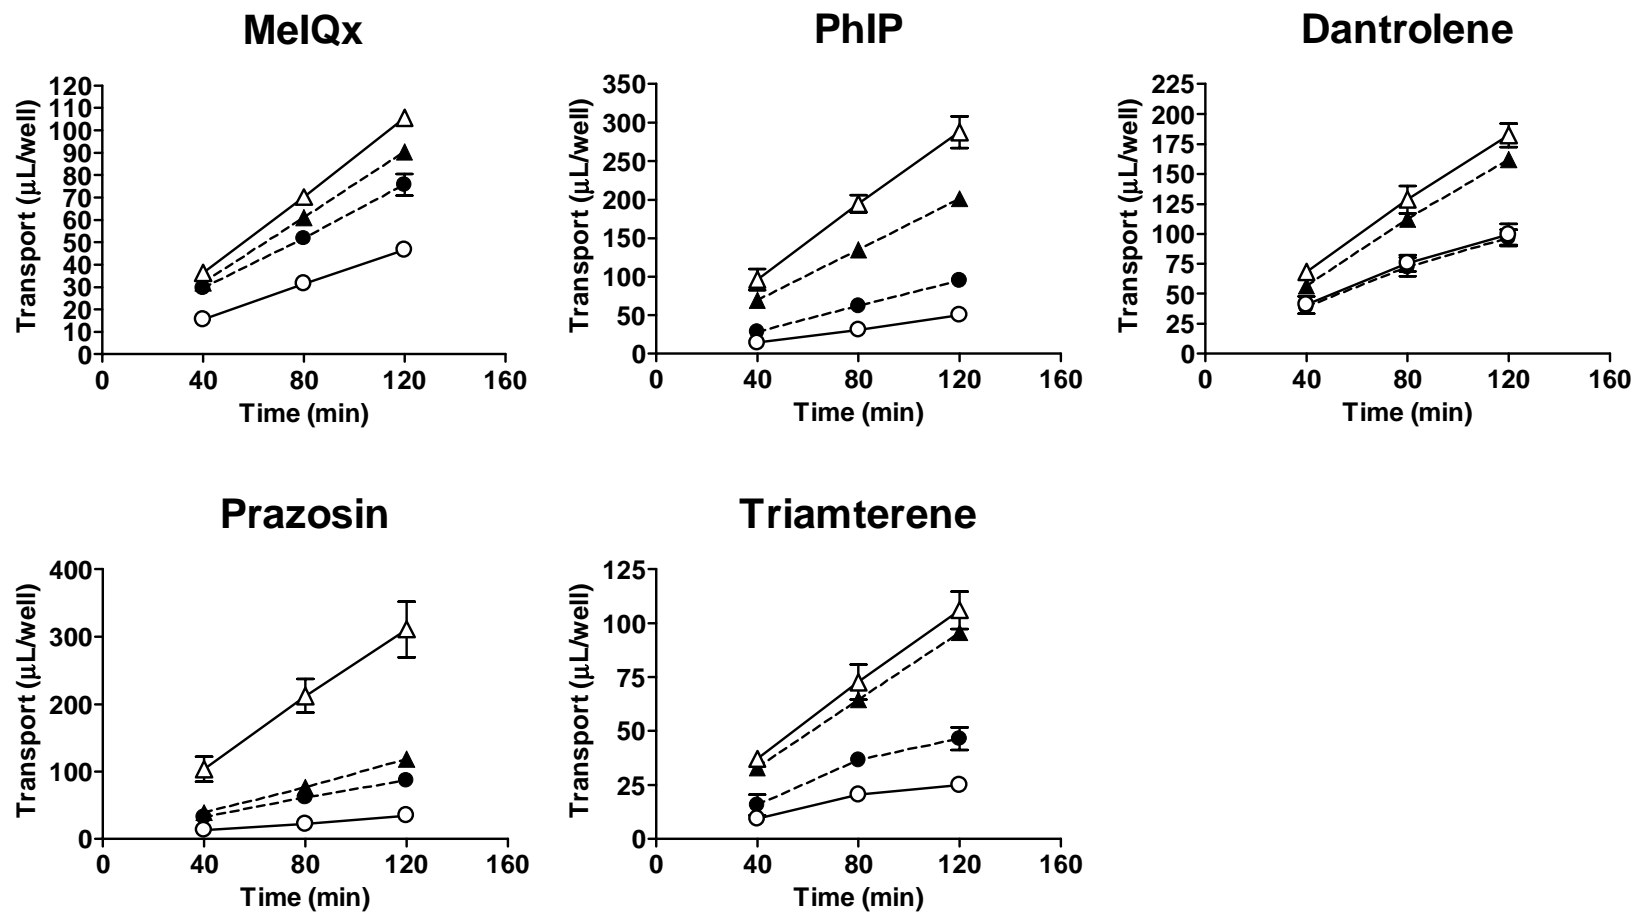 MeIQx
Transport (μL/well)
120
110
100
90
80
70
60
50
40
30
20
10
0
0 40 80 120 160
Time (min)
PhIP
Transport (μL/well)
350
300
250
200
150
100
50
0
0 40 80 120 160
Time (min)
Dantrolene
Transport (μL/well)
225
200
175
150
125
100
75
50
25
0
0 40 80 120 160
Time (min)
Prazosin
Transport (μL/well)
400
300
200
100
0
0 40 80 120 160
Time (min)
Triamterene
Transport (μL/well)
125
100
75
50
25
0
0 40 80 120 160
Time (min)